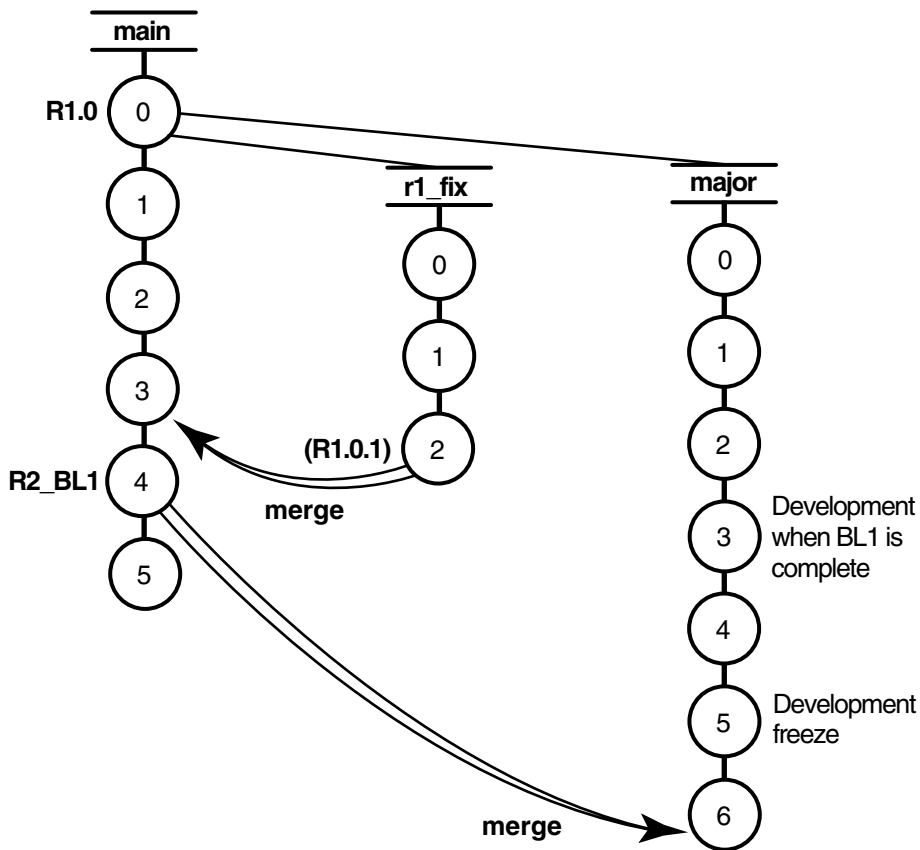 main
R1.0
0
1
2
3
R2_BL1
4
5
r1_fix
0
1
(R1.0.1)
2
merge
major
0
1
2
3
Development
when BL1 is
complete
4
5
Development
freeze
6
merge